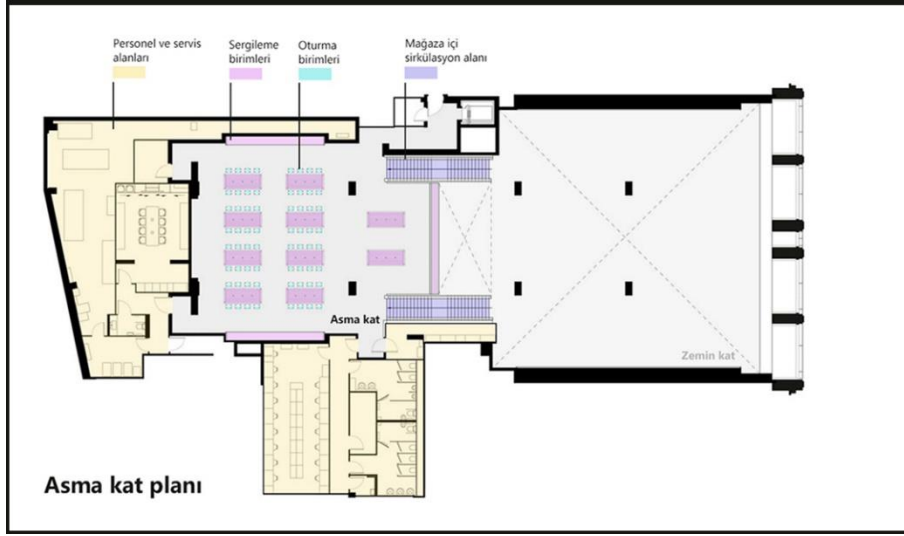 Personel ve servis
alanları
Sergileme
birimleri
Oturma
birimleri
Mağaza içi
sirkülasyon alanı
Asma kat
Zemin kat
Asma kat planı